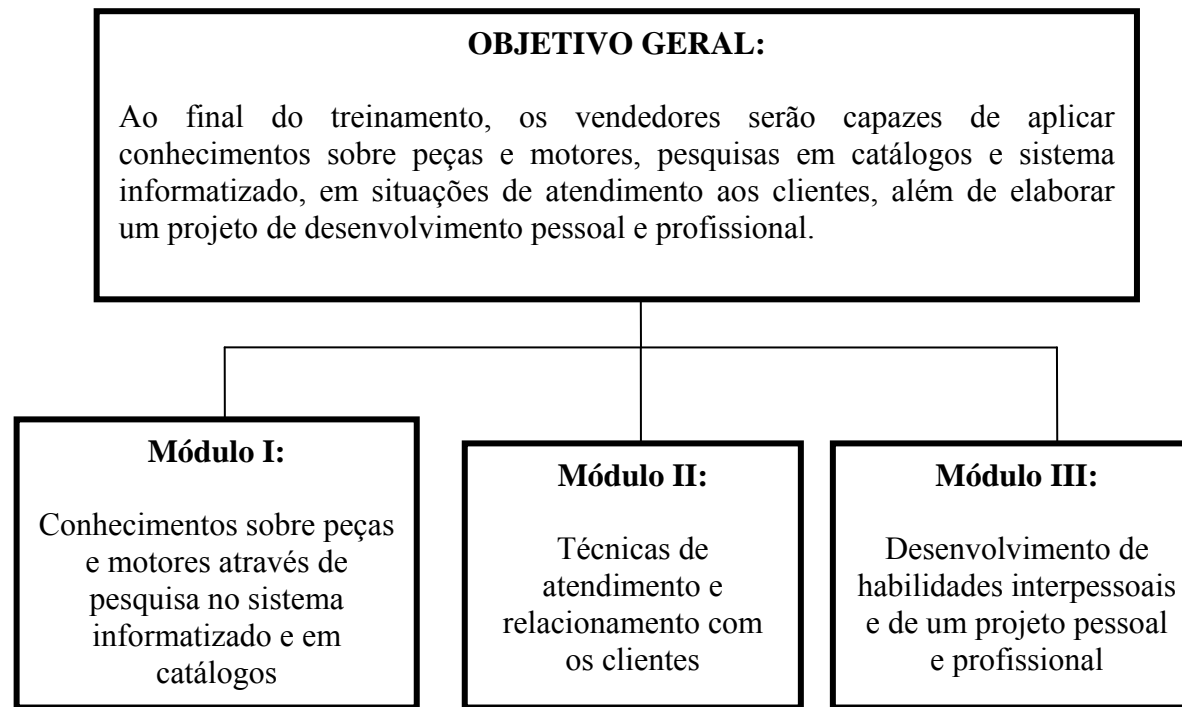 OBJETIVO GERAL:
Ao final do treinamento, os vendedores serão capazes de aplicar
conhecimentos sobre peças e motores, pesquisas em catálogos e sistema
informatizado, em situações de atendimento aos clientes, além de elaborar
um projeto de desenvolvimento pessoal e profissional.
Módulo I:
Conhecimentos sobre peças
e motores através de
pesquisa no sistema
informatizado e em
catálogos
Módulo II:
Técnicas de
atendimento e
relacionamento com
os clientes
Módulo III:
Desenvolvimento de
habilidades interpessoais
e de um projeto pessoal
e profissional